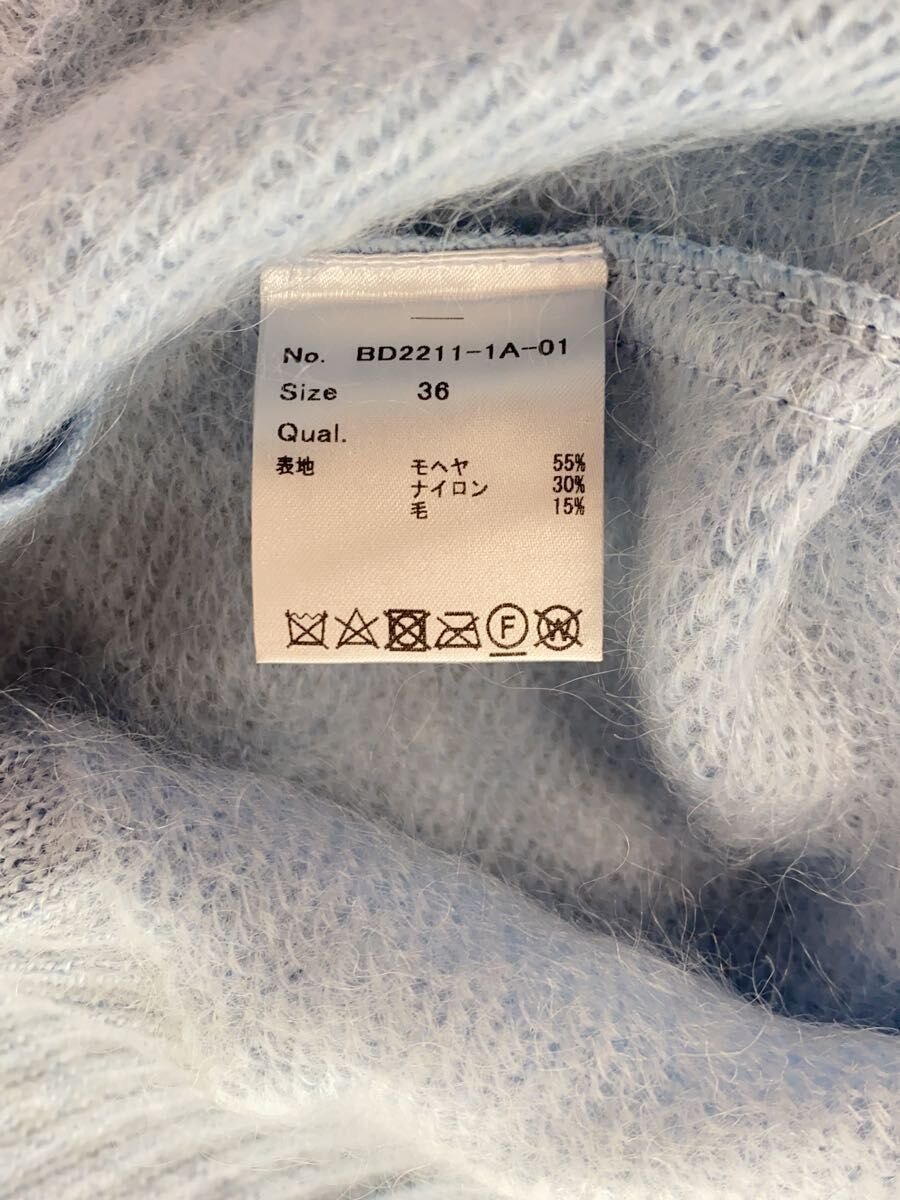 No. BD2211-1A-01
Size 36
Qual.
表地 モヘヤ 55%
ナイロン 30%
毛 15%
F W